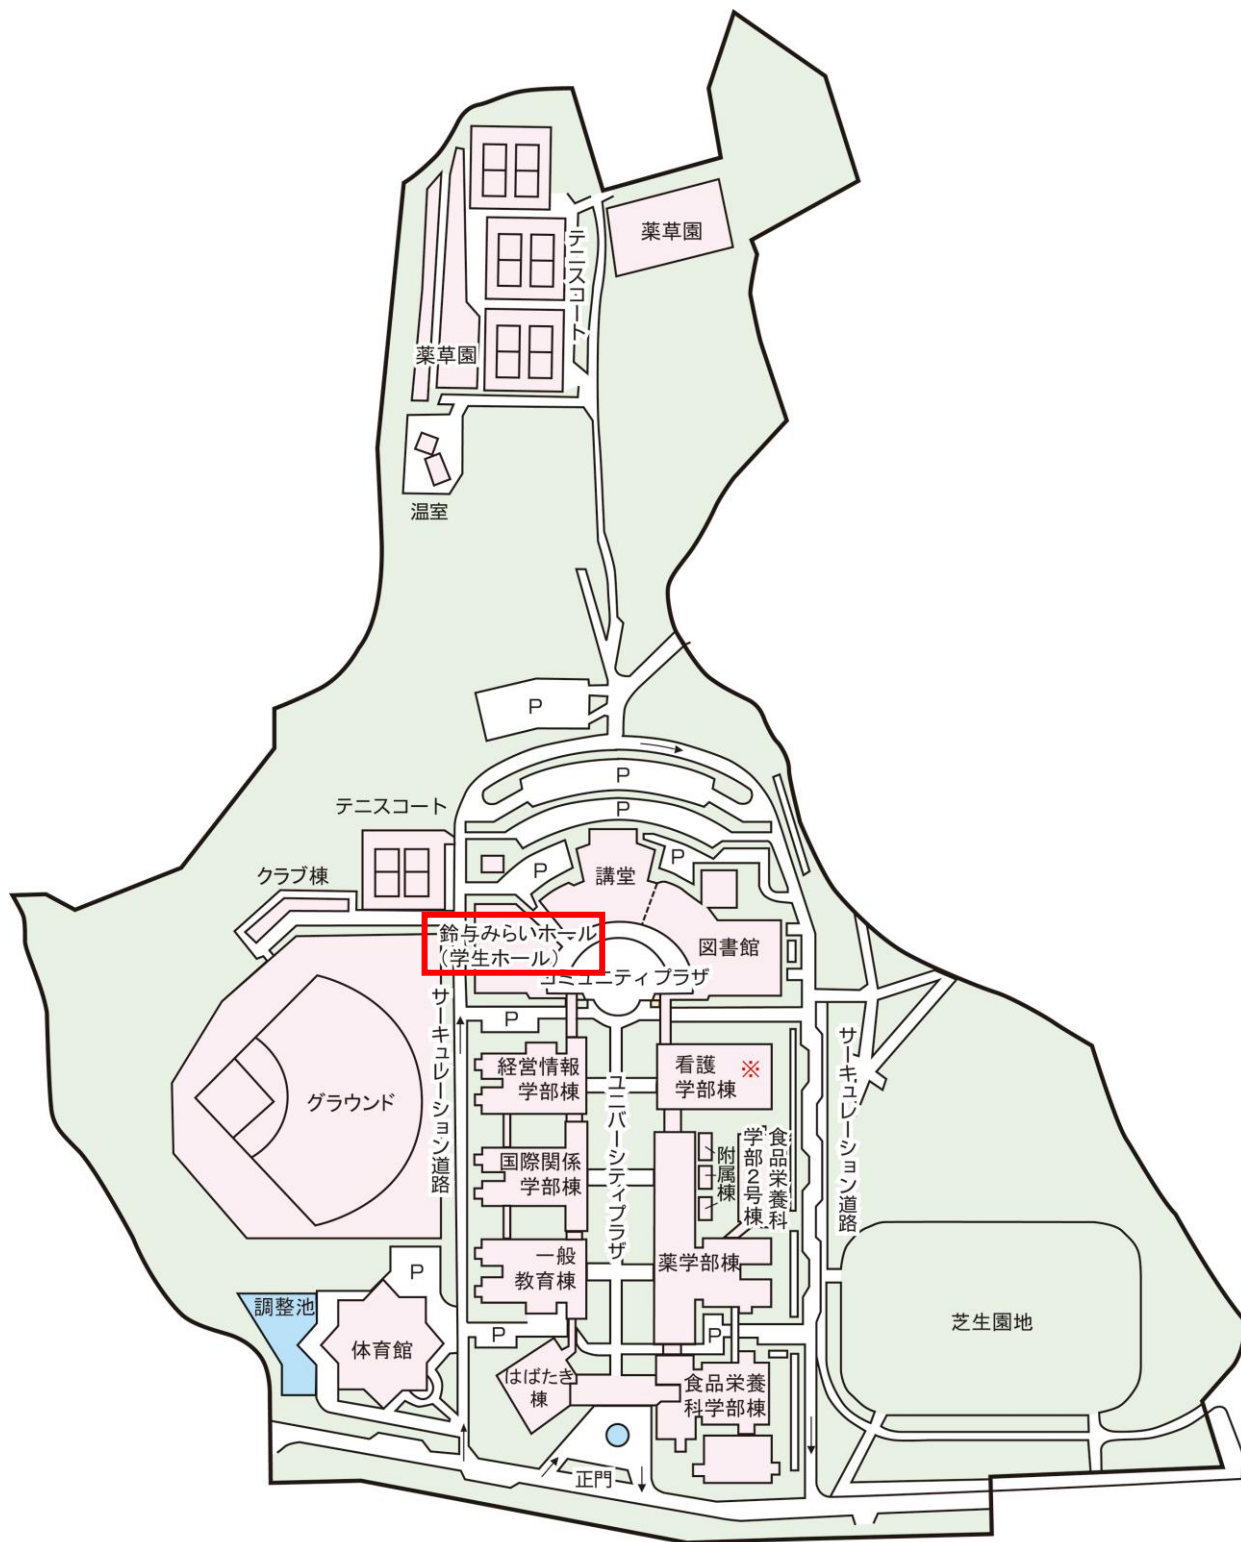 薬草園
テニスコート
薬草園
温室
P
P
P
テニスコート
P
P
クラブ棟
講堂
鈴与みらいホール
(学生ホール)
図書館
コミュニティプラザ
サーキュレーション道路
P
サーキュレーション道路
経営情報
学部棟
看護
学部棟
※
ユニバーシティプラザ
グラウンド
国際関係
学部棟
附属棟
食品栄養科
学部2号棟
一般
教育棟
薬学部棟
P
調整池
体育館
P
P
芝生園地
はばたき
棟
食品栄養
科学部棟
正門